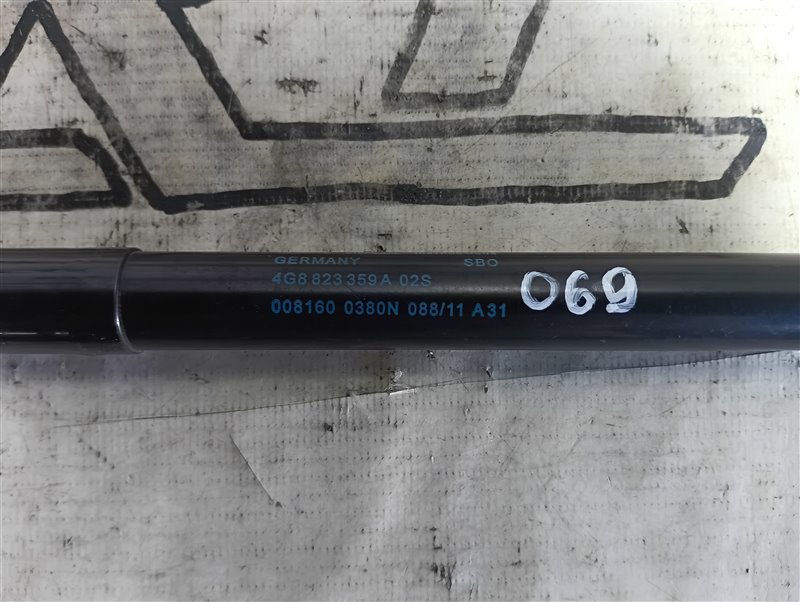 GERMANY SBO
4G8 823 359 A 02S
008160 0380N 088/11 A31
069